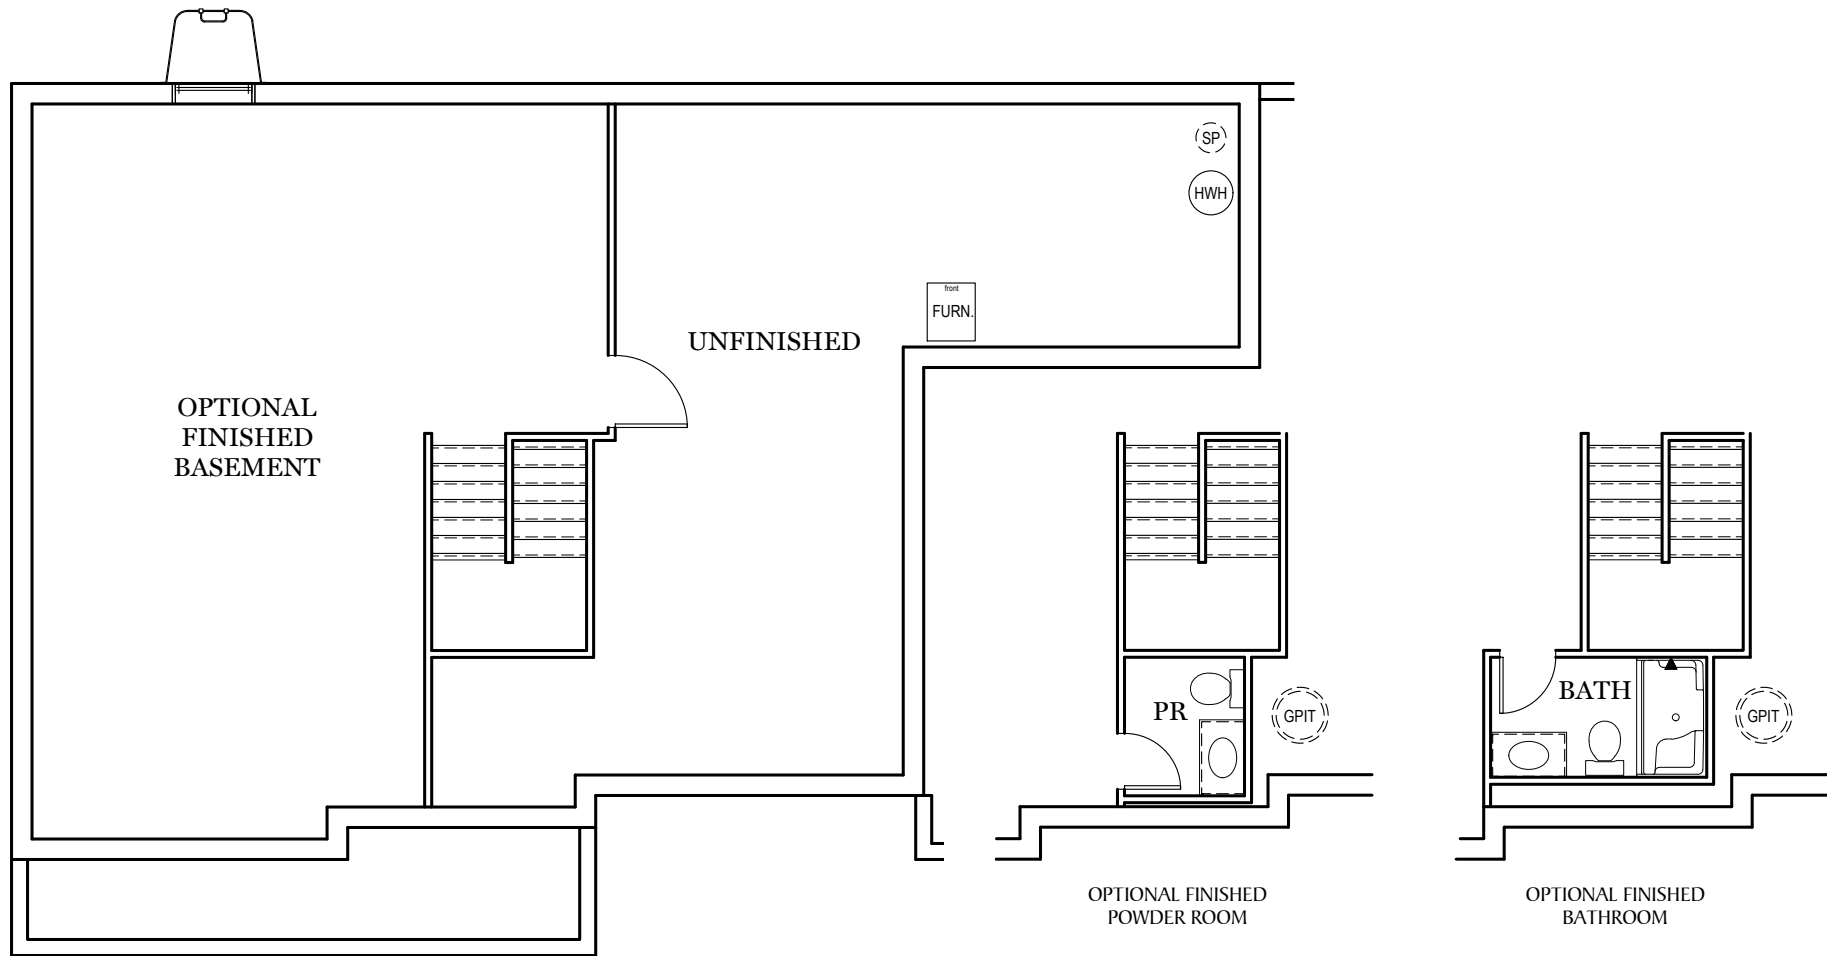 SP
HWH
front
FURN.
UNFINISHED
OPTIONAL
FINISHED
BASEMENT
PR
GPIT
BATH
GPIT
OPTIONAL FINISHED
POWDER ROOM
OPTIONAL FINISHED
BATHROOM